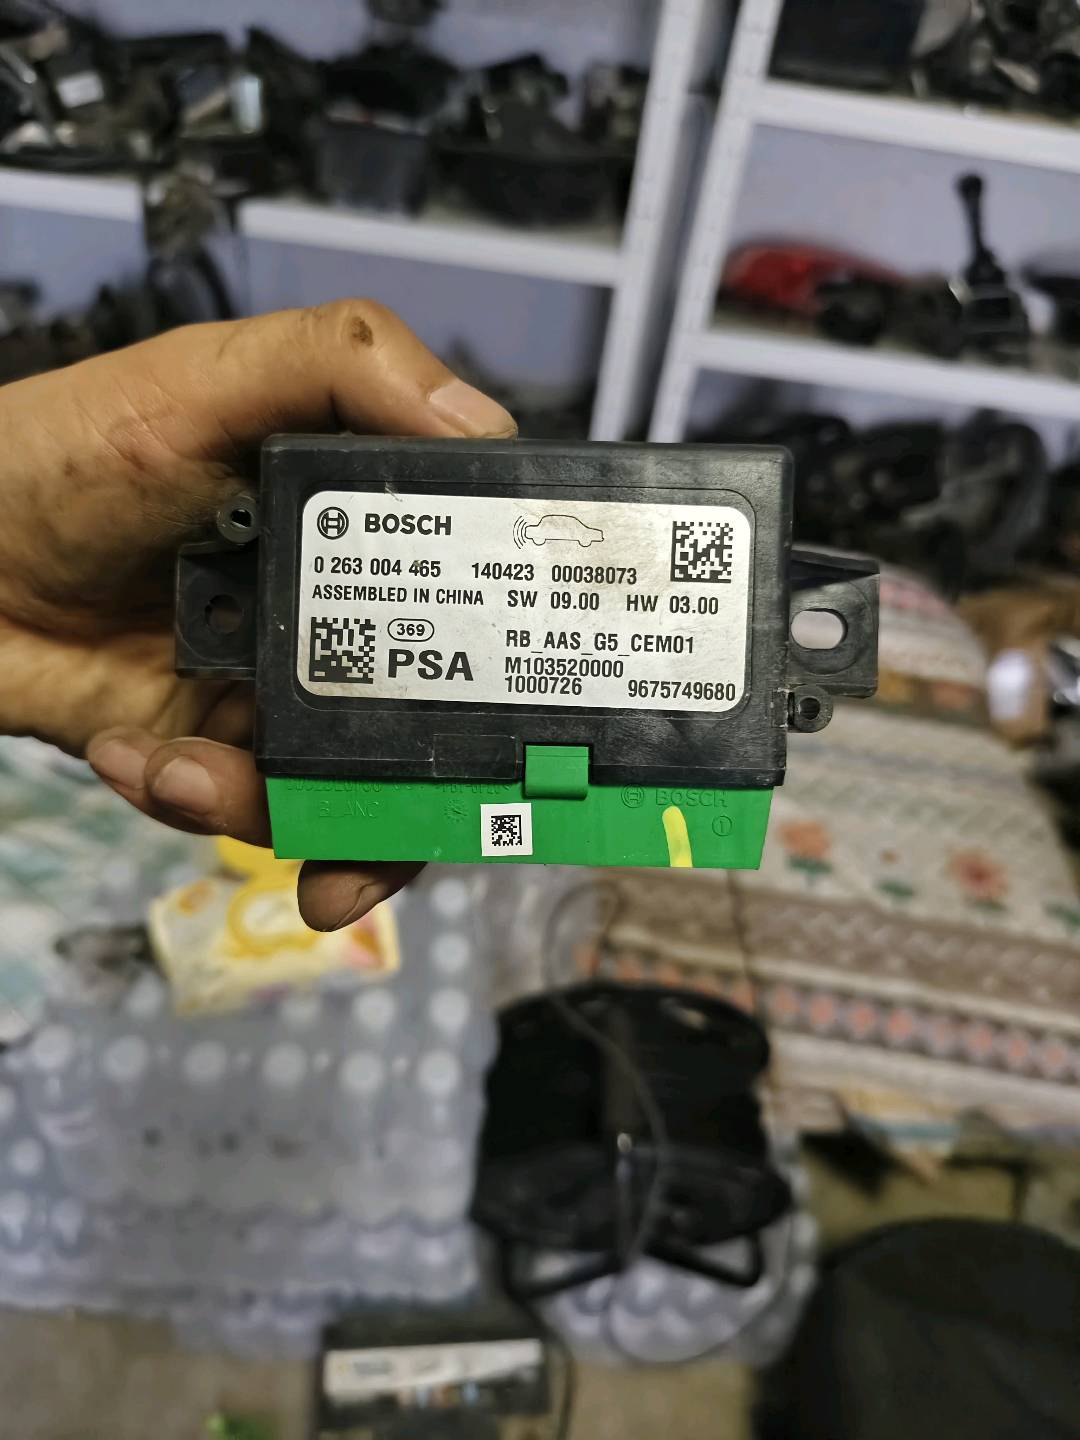 BOSCH
0 263 004 465 140423 00038073
ASSEMBLED IN CHINA SW 09.00 HW 03.00
369 RB_AAS_G5_CEM01
PSA M103520000
1000726 9675749680
BOSCH
BLANC
1